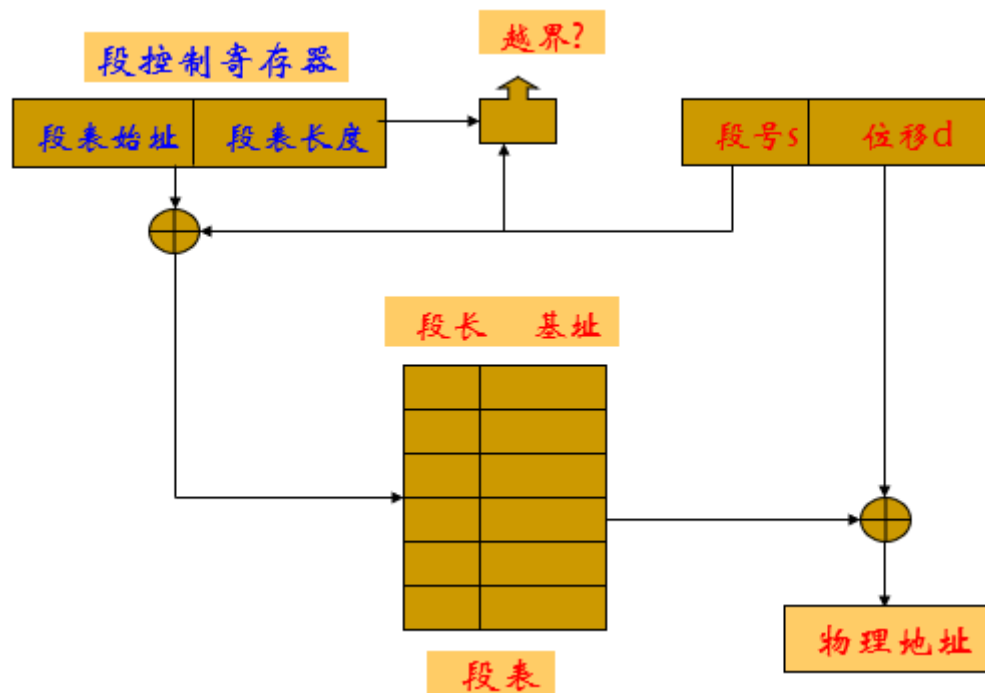 越界?
段控制寄存器
段表始址 段表长度
段号s 位移d
段长 基址
物理地址
段表